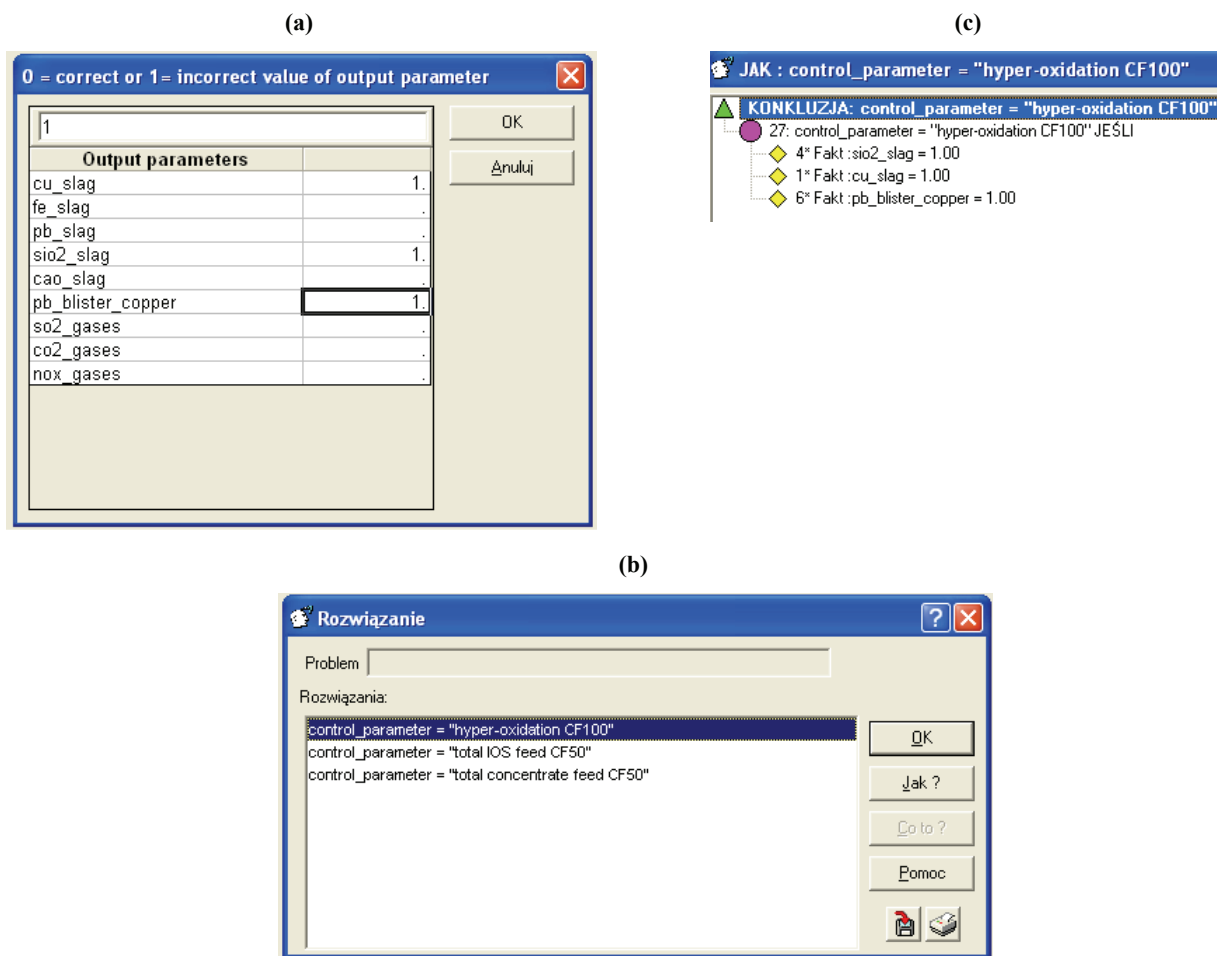 (a)
0 = correct or 1= incorrect value of output parameter
1
OK
Anuluj
Output parameters
cu_slag 1.
fe_slag .
pb_slag .
sio2_slag 1.
cao_slag .
pb_blister_copper 1.
so2_gases .
co2_gases .
nox_gases .
(c)
JAK : control_parameter = "hyper-oxidation CF100"
KONKLUZJA: control_parameter = "hyper-oxidation CF100"
27: control_parameter = "hyper-oxidation CF100" JEŚLI
4* Fakt :sio2_slag = 1.00
1* Fakt :cu_slag = 1.00
6* Fakt :pb_blister_copper = 1.00
(b)
Rozwiązanie
Problem
Rozwiązania:
control_parameter = "hyper-oxidation CF100"
control_parameter = "total IOS feed CF50"
control_parameter = "total concentrate feed CF50"
OK
Jak ?
Co to ?
Pomoc